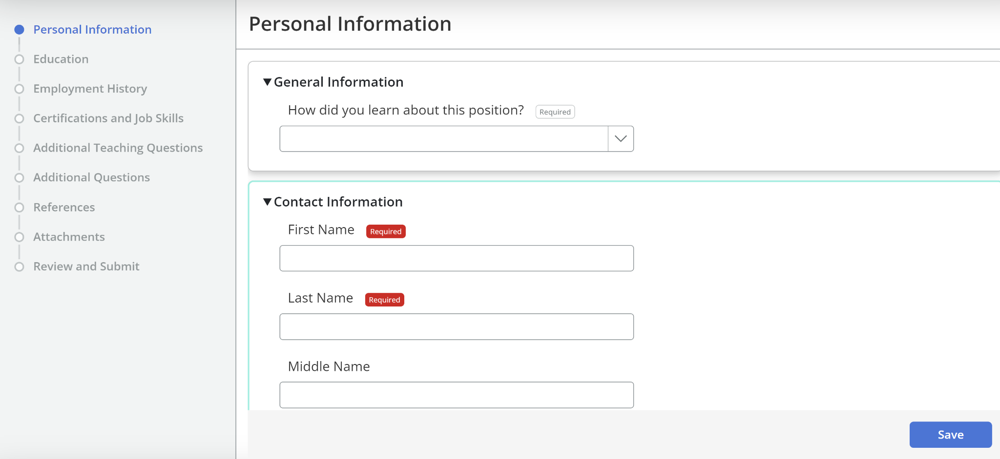 Personal Information
Education
Employment History
Certifications and Job Skills
Additional Teaching Questions
Additional Questions
References
Attachments
Review and Submit
Personal Information
General Information
How did you learn about this position? Required
Contact Information
First Name Required
Last Name Required
Middle Name
Save